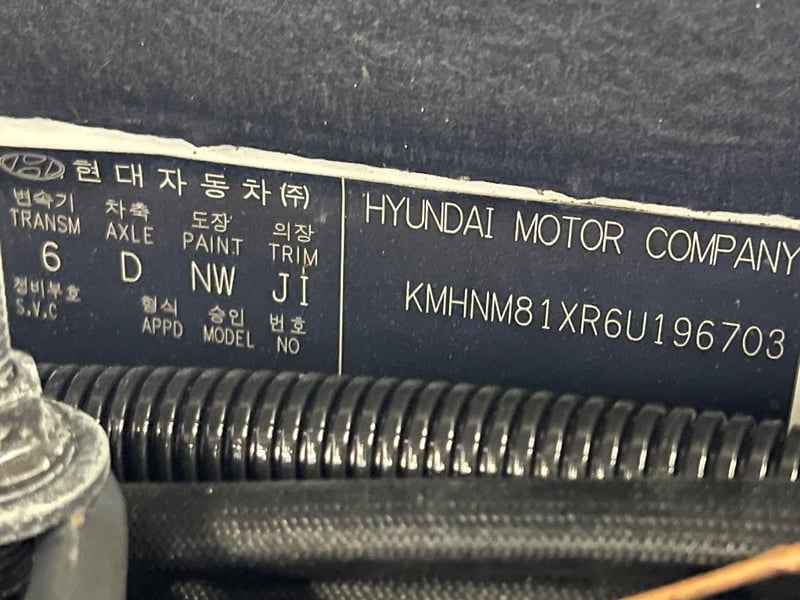 현대자동차㈜
변속기 차축 도장 의장
TRANSM AXLE PAINT TRIM
6 D NW JI
정비부호 형식 승인 번호
S.V.C APPD MODEL NO
HYUNDAI MOTOR COMPANY
KMHNM81XR6U196703